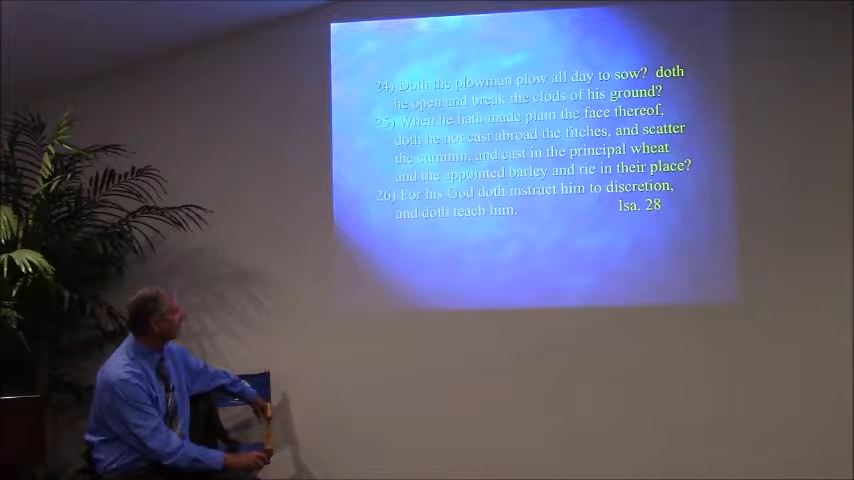 24) Doth the plowman plow all day to sow? doth
he open and break the clods of his ground?
25) When he hath made plain the face thereof,
doth he not cast abroad the fitches, and scatter
the cummin, and cast in the principal wheat
and the appointed barley and rie in their place?
26) For his God doth instruct him to discretion,
and doth teach him. Isa. 28